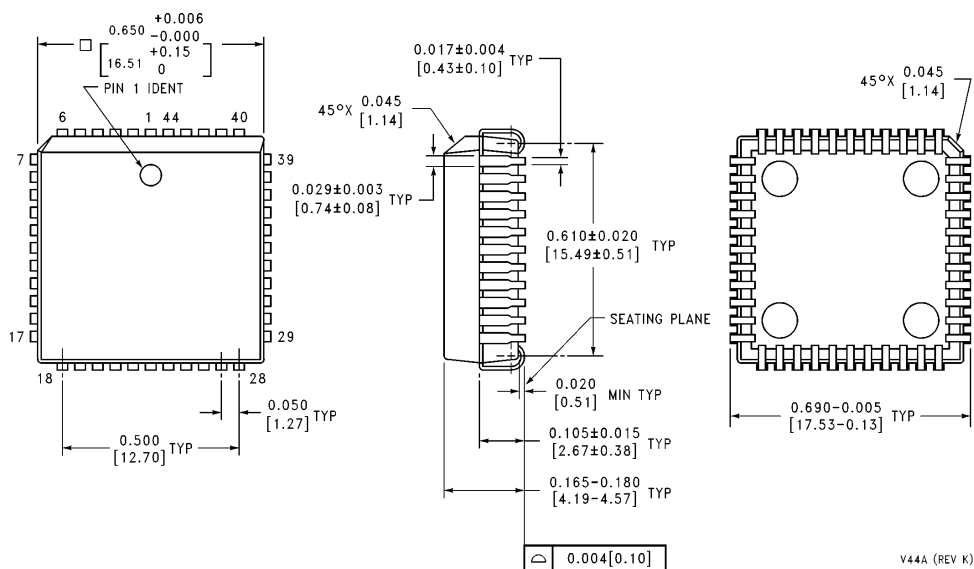 0.650 +0.006 -0.000
[16.51 +0.15 0]
PIN 1 IDENT
6 1 44 40
7 39
17 29
18 28
0.050
[1.27] TYP
0.500
[12.70] TYP
0.017±0.004
[0.43±0.10] TYP
45°X 0.045
[1.14]
0.029±0.003
[0.74±0.08] TYP
0.610±0.020
[15.49±0.51] TYP
SEATING PLANE
0.020
[0.51] MIN TYP
0.105±0.015
[2.67±0.38] TYP
0.165-0.180
[4.19-4.57] TYP
0.004[0.10]
45°X 0.045
[1.14]
0.690-0.005
[17.53-0.13] TYP
V44A (REV K)